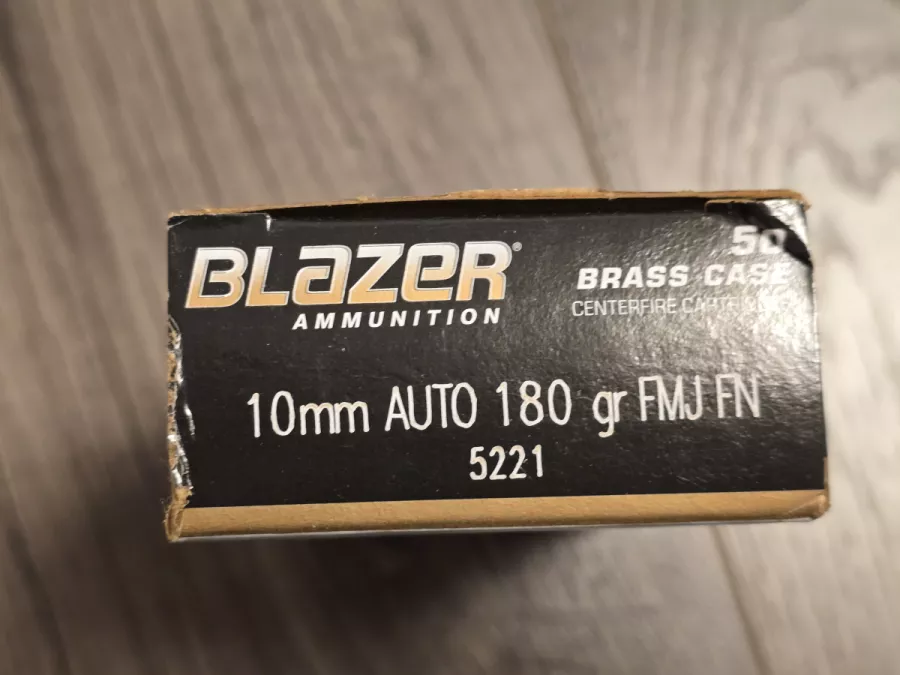 BLAZER®
AMMUNITION
50
BRASS CASE
CENTERFIRE
10mm AUTO 180 gr FMJ FN
5221